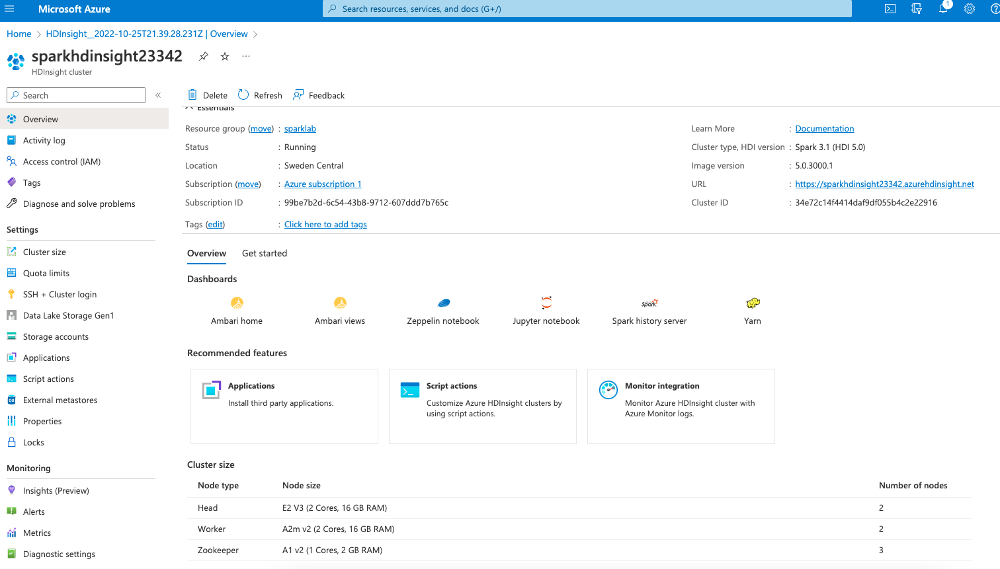 Microsoft Azure
Search resources, services, and docs (G+/)
1
Home > HDInsight__2022-10-25T21.39.28.231Z | Overview >
sparkhdinsight23342
HDInsight cluster
Search
«
Overview
Activity log
Access control (IAM)
Tags
Diagnose and solve problems
Settings
Cluster size
Quota limits
SSH + Cluster login
Data Lake Storage Gen1
Storage accounts
Applications
Script actions
External metastores
Properties
Locks
Monitoring
Insights (Preview)
Alerts
Metrics
Diagnostic settings
Delete Refresh Feedback
Essentials
Resource group (move) : sparklab
Status : Running
Location : Sweden Central
Subscription (move) : Azure subscription 1
Subscription ID : 99be7b2d-6c54-43b8-9712-607ddd7b765c
Tags (edit) : Click here to add tags
Learn More : Documentation
Cluster type, HDI version : Spark 3.1 (HDI 5.0)
Image version : 5.0.3000.1
URL : https://sparkhdinsight23342.azurehdinsight.net
Cluster ID : 34e72c14f4414daf9df055b4c2e22916
Overview Get started
Dashboards
Spark
Ambari home Ambari views Zeppelin notebook Jupyter notebook Spark history server Yarn
Recommended features
Applications
Install third party applications.
Script actions
Customize Azure HDInsight clusters by
using script actions.
Monitor integration
Monitor Azure HDInsight cluster with
Azure Monitor logs.
Cluster size
Node type Node size Number of nodes
Head E2 V3 (2 Cores, 16 GB RAM) 2
Worker A2m v2 (2 Cores, 16 GB RAM) 2
Zookeeper A1 v2 (1 Cores, 2 GB RAM) 3